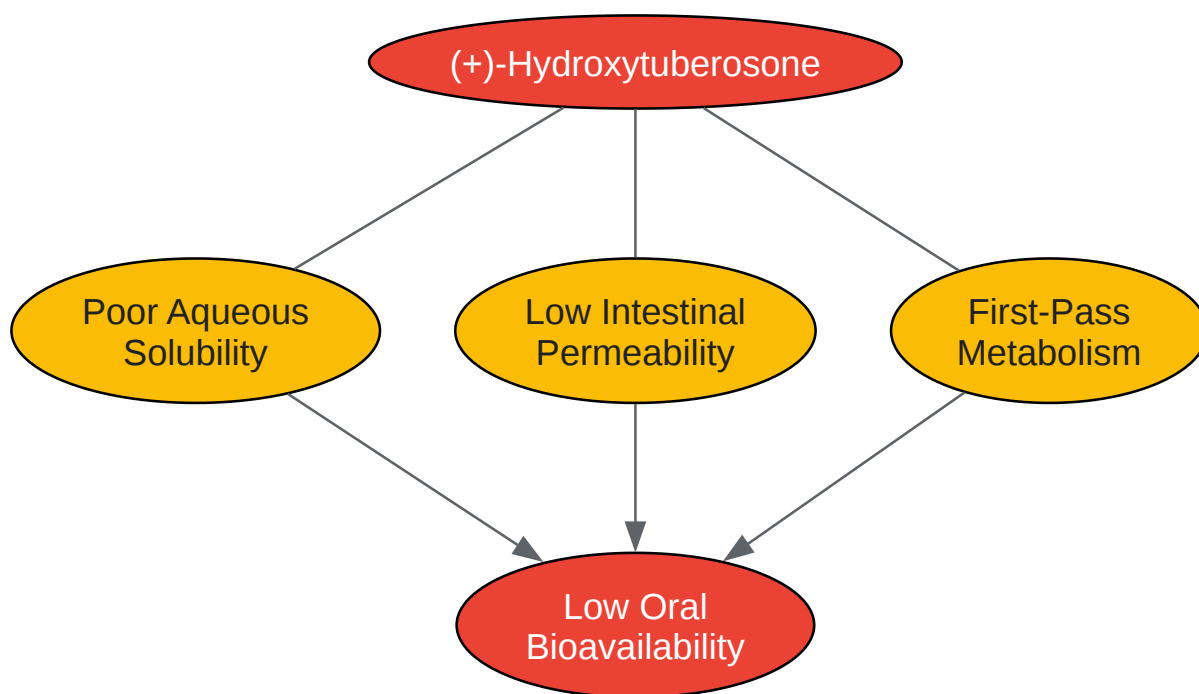 (+)-Hydroxytuberosone
Poor Aqueous
Solubility
Low Intestinal
Permeability
First-Pass
Metabolism
Low Oral
Bioavailability